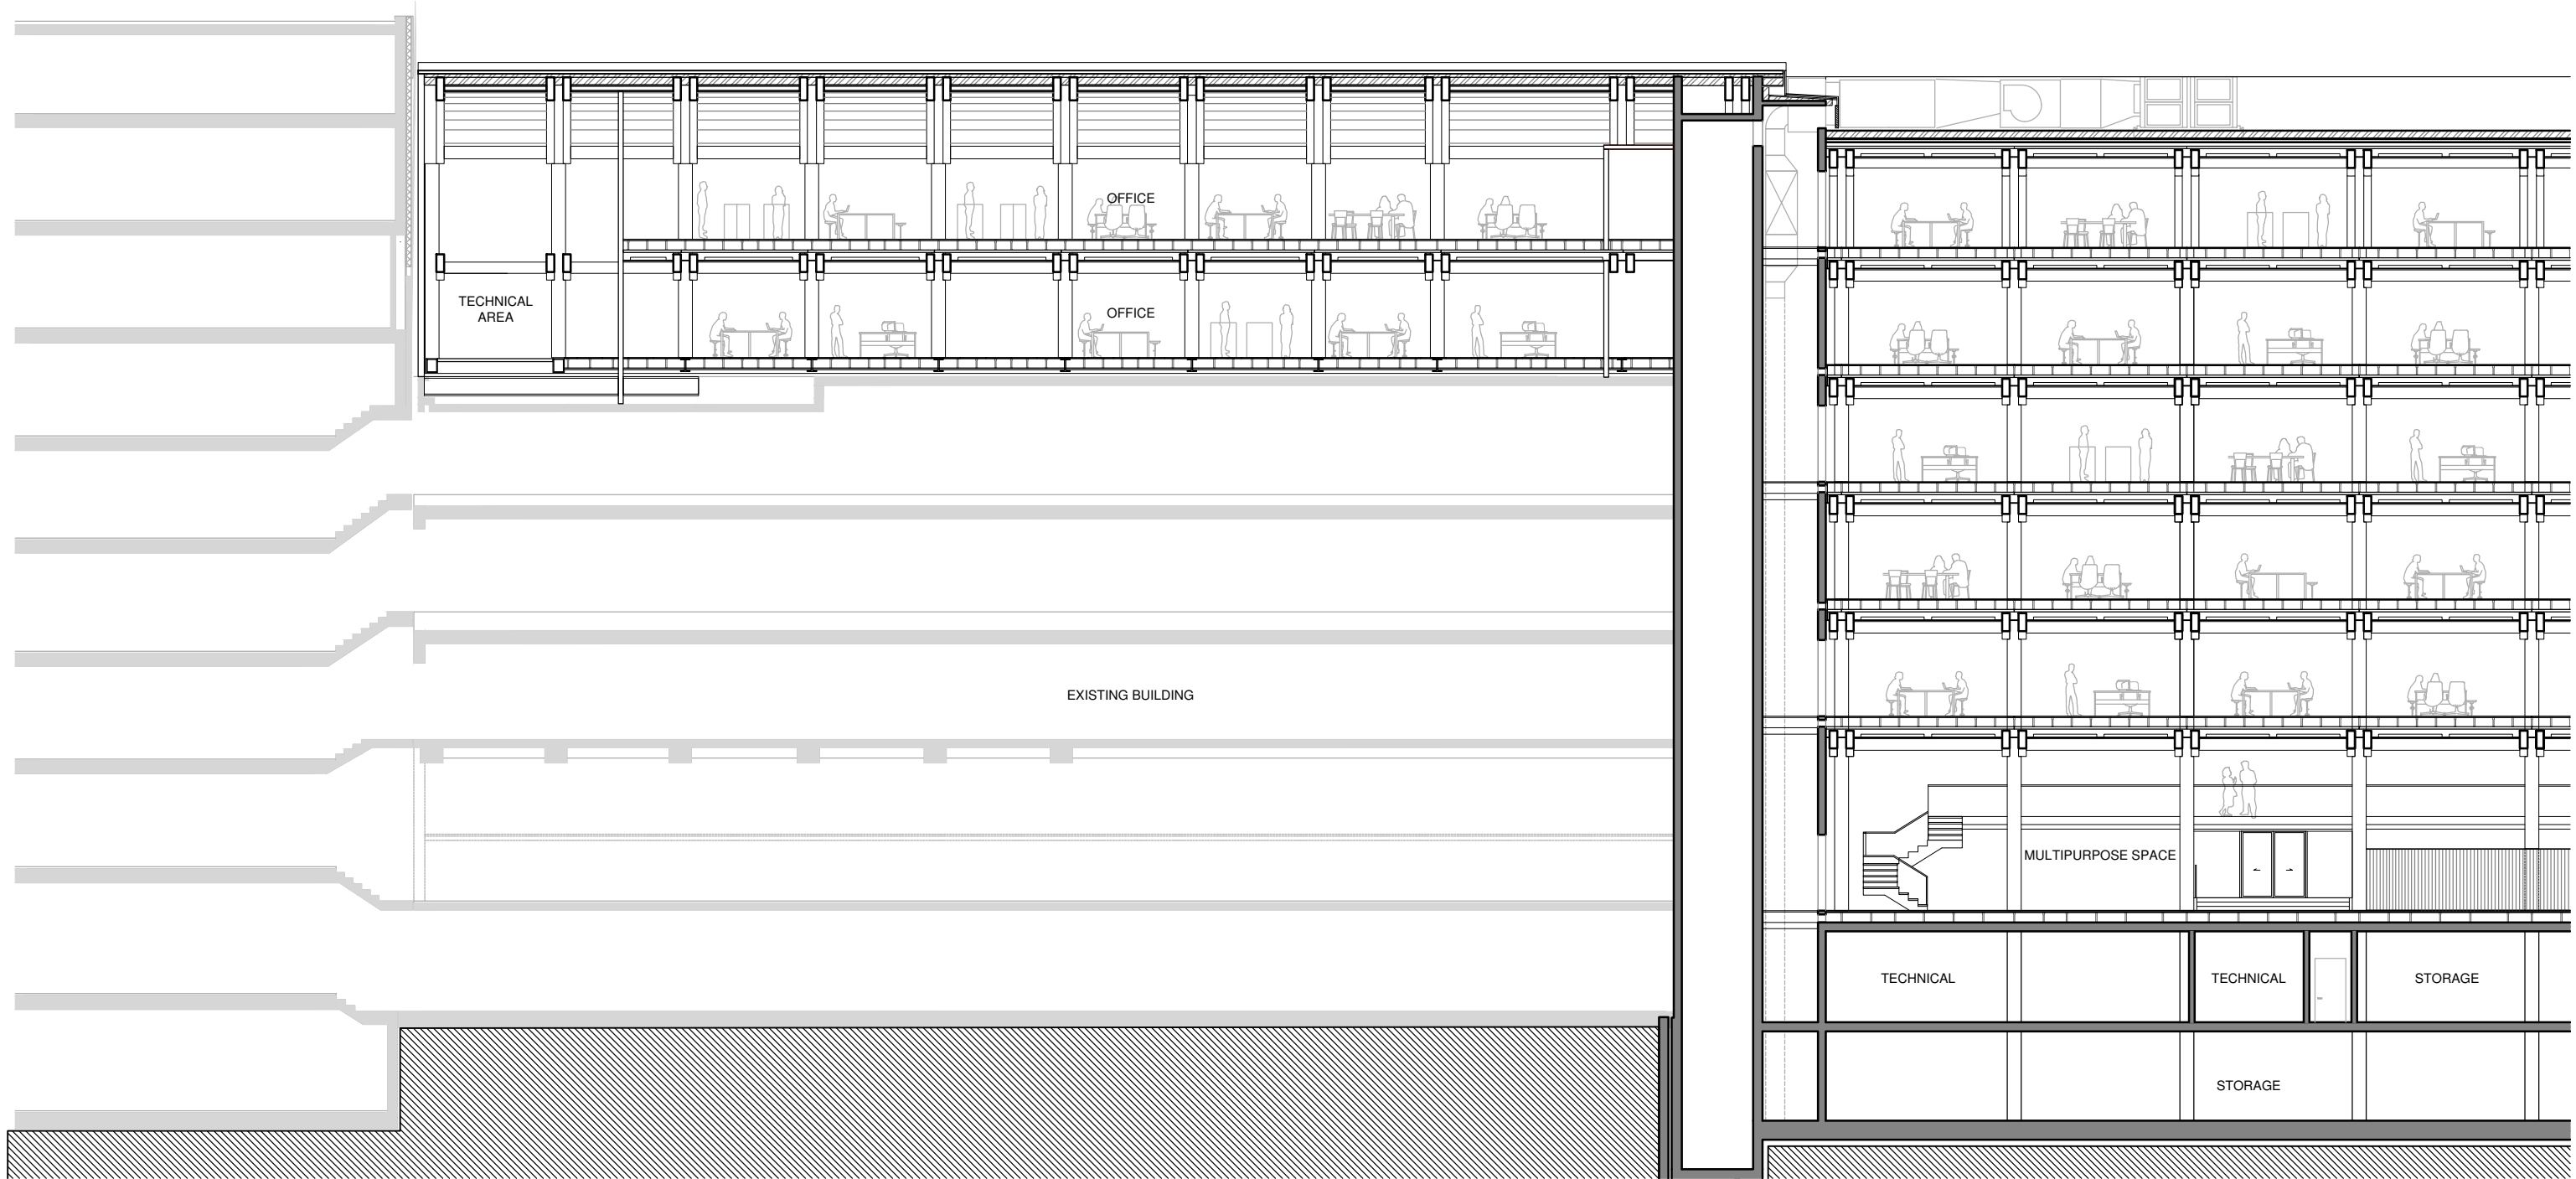 OFFICE
TECHNICAL
AREA
OFFICE
EXISTING BUILDING
MULTIPURPOSE SPACE
TECHNICAL
TECHNICAL
STORAGE
STORAGE